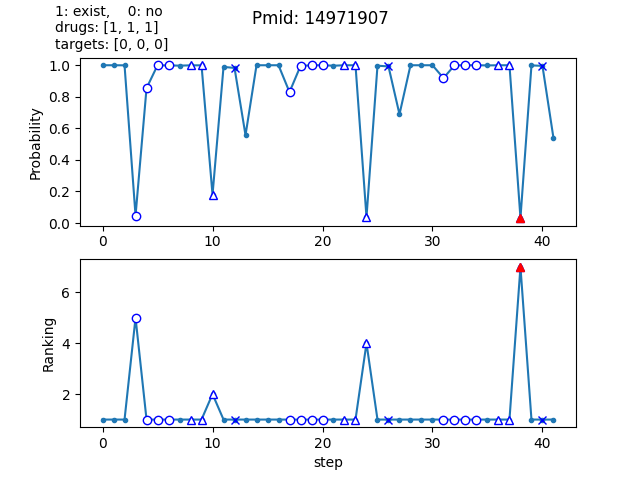 1: exist,    0: no
drugs: [1, 1, 1]
targets: [0, 0, 0]
Pmid: 14971907
1.0
0.8
0.6
0.4
0.2
0.0
Probability
0 10 20 30 40
6
4
2
Ranking
0 10 20 30 40
step